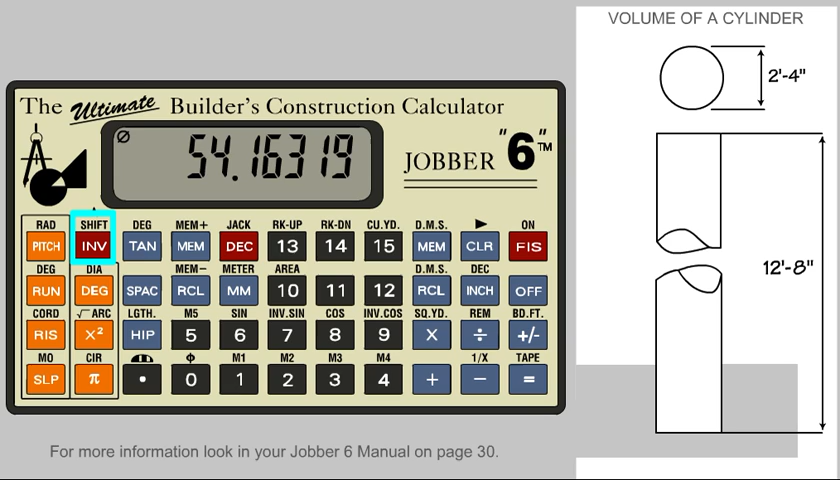 VOLUME OF A CYLINDER
2'-4"
12'-8"
The Ultimate Builder's Construction Calculator
Ø 54.16319
JOBBER "6"™
RAD SHIFT DEG MEM+ JACK RK-UP RK-DN CU.YD. D.M.S. ► ON
PITCH INV TAN MEM DEC 13 14 15 MEM CLR FIS
DEG DIA MEM− METER AREA D.M.S. DEC
RUN DEG SPAC RCL MM 10 11 12 RCL INCH OFF
CORD √‾ ARC LGTH. M5 SIN INV.SIN COS INV.COS SQ.YD. REM BD.FT.
RIS X² HIP 5 6 7 8 9 X ÷ +/-
MO CIR Φ M1 M2 M3 M4 1/X TAPE
SLP π • 0 1 2 3 4 + − =
For more information look in your Jobber 6 Manual on page 30.